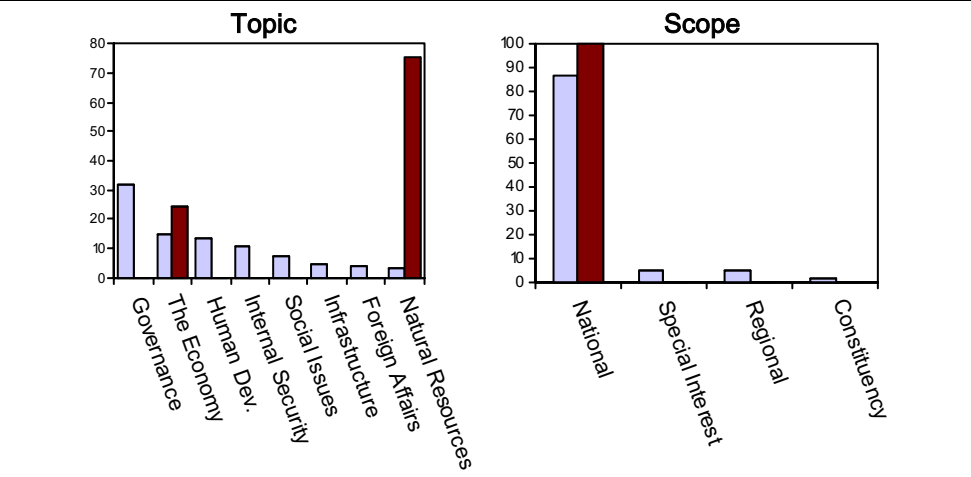 Topic
80
70
60
50
40
30
20
10
0
Governance
The Economy
Human Dev.
Internal Security
Social Issues
Infrastructure
Foreign Affairs
Natural Resources
Scope
100
90
80
70
60
50
40
30
20
10
0
National
Special Interest
Regional
Constituency